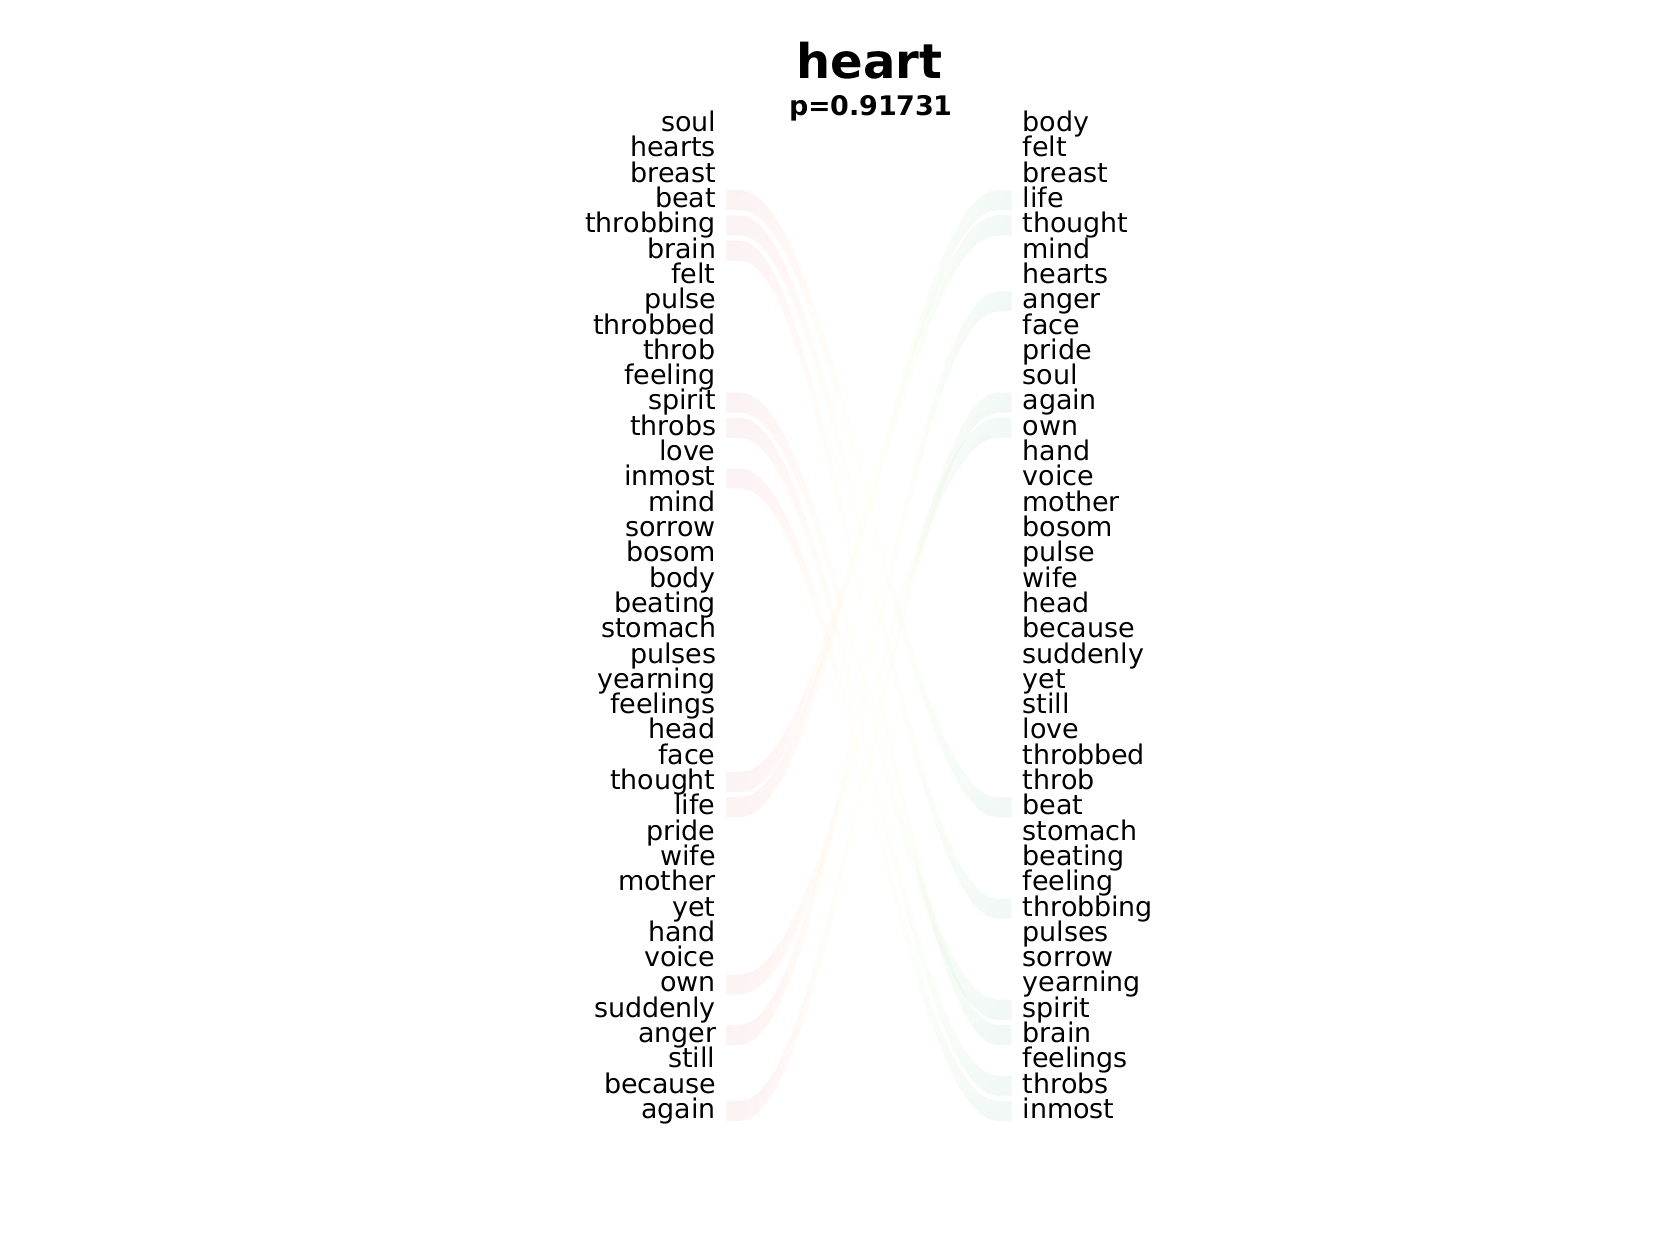 heart
p=0.91731
soul body
hearts felt
breast breast
beat life
throbbing thought
brain mind
felt hearts
pulse anger
throbbed face
throb pride
feeling soul
spirit again
throbs own
love hand
inmost voice
mind mother
sorrow bosom
bosom pulse
body wife
beating head
stomach because
pulses suddenly
yearning yet
feelings still
head love
face throbbed
thought throb
life beat
pride stomach
wife beating
mother feeling
yet throbbing
hand pulses
voice sorrow
own yearning
suddenly spirit
anger brain
still feelings
because throbs
again inmost